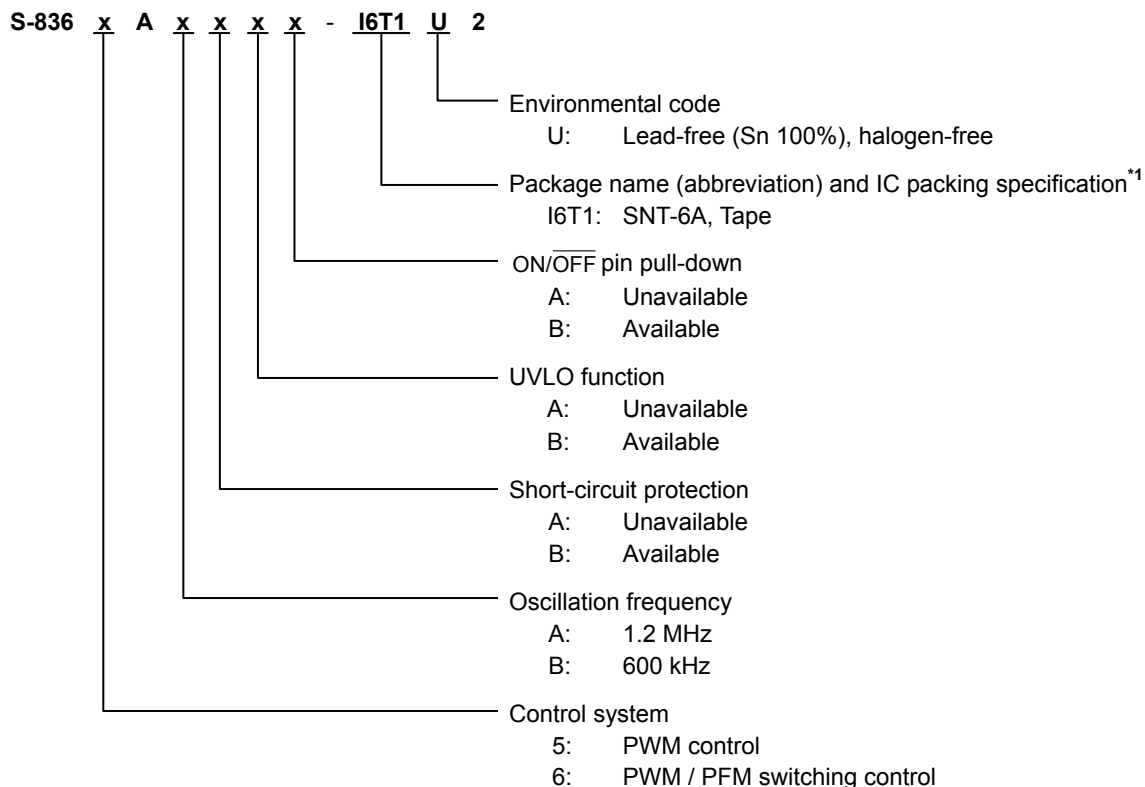 S-836 x A x x x x - I6T1 U 2
Environmental code
U: Lead-free (Sn 100%), halogen-free
Package name (abbreviation) and IC packing specification*1
I6T1: SNT-6A, Tape
ON/OFF pin pull-down
A: Unavailable
B: Available
UVLO function
A: Unavailable
B: Available
Short-circuit protection
A: Unavailable
B: Available
Oscillation frequency
A: 1.2 MHz
B: 600 kHz
Control system
5: PWM control
6: PWM / PFM switching control